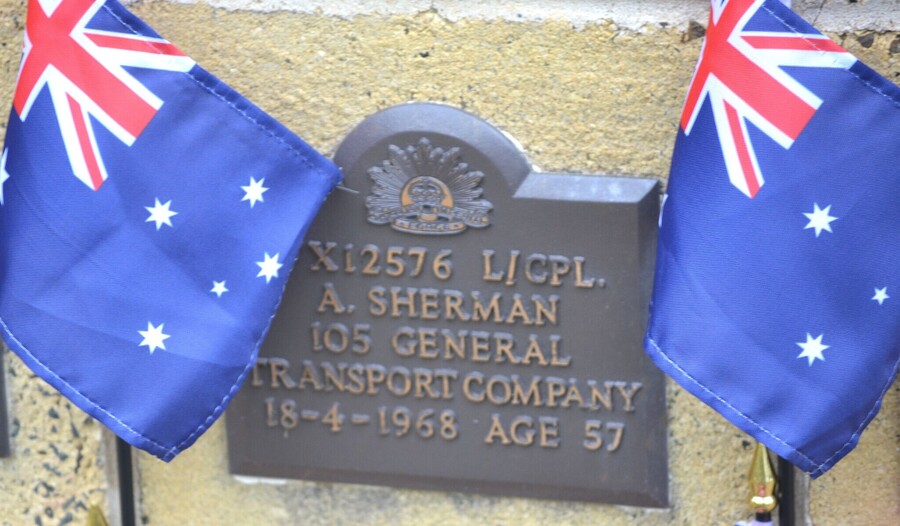 X12576 L/CPL.
A. SHERMAN
105 GENERAL
TRANSPORT COMPANY
18-4-1968 AGE 57